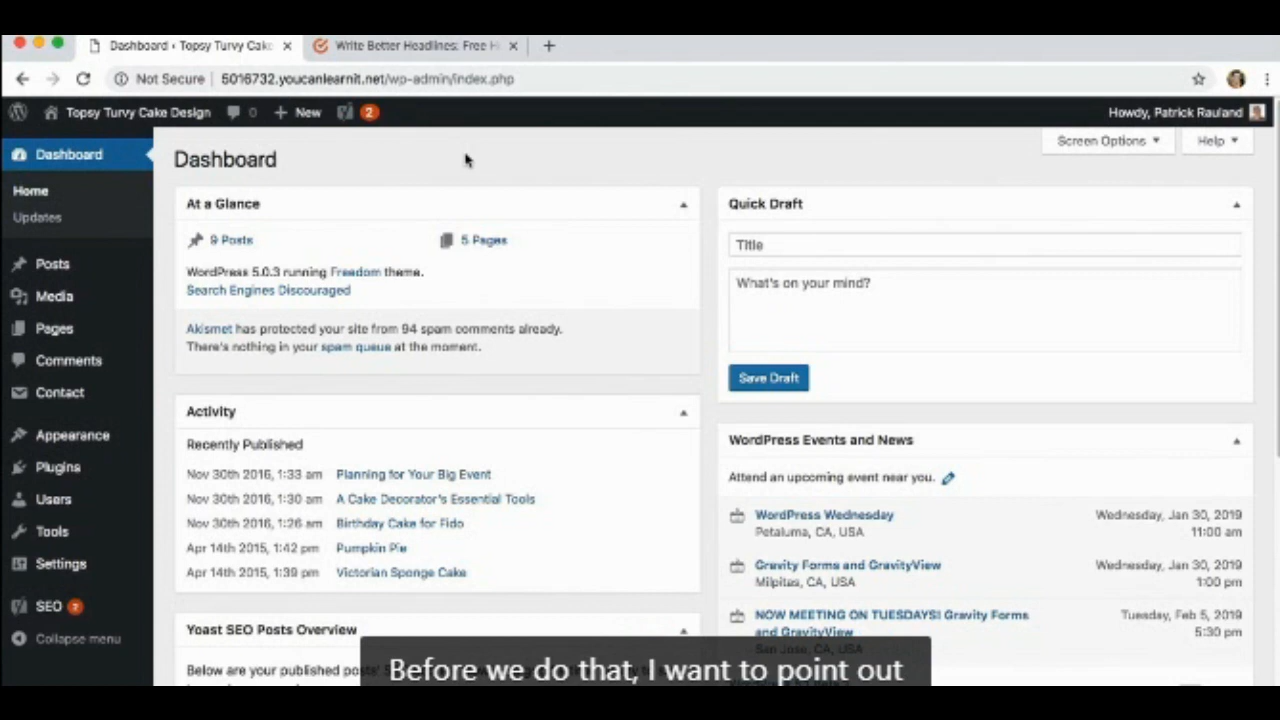 Dashboard ‹ Topsy Turvy Cake
Write Better Headlines: Free H
Not Secure
5016732.youcanlearnit.net/wp-admin/index.php
Topsy Turvy Cake Design
0
New
2
Howdy, Patrick Rauland
Dashboard
Home
Updates
Posts
Media
Pages
Comments
Contact
Appearance
Plugins
Users
Tools
Settings
SEO 2
Collapse menu
Dashboard
Screen Options
Help
At a Glance
9 Posts
5 Pages
WordPress 5.0.3 running Freedom theme.
Search Engines Discouraged
Akismet has protected your site from 94 spam comments already.
There's nothing in your spam queue at the moment.
Activity
Recently Published
Nov 30th 2016, 1:33 am Planning for Your Big Event
Nov 30th 2016, 1:30 am A Cake Decorator's Essential Tools
Nov 30th 2016, 1:26 am Birthday Cake for Fido
Apr 14th 2015, 1:42 pm Pumpkin Pie
Apr 14th 2015, 1:39 pm Victorian Sponge Cake
Yoast SEO Posts Overview
Below are your published posts'
Quick Draft
Title
What's on your mind?
Save Draft
WordPress Events and News
Attend an upcoming event near you.
WordPress Wednesday
Petaluma, CA, USA
Wednesday, Jan 30, 2019
11:00 am
Gravity Forms and GravityView
Milpitas, CA, USA
Wednesday, Jan 30, 2019
1:00 pm
NOW MEETING ON TUESDAYS! Gravity Forms
and GravityView
San Jose, CA, USA
Tuesday, Feb 5, 2019
5:30 pm
Before we do that, I want to point out